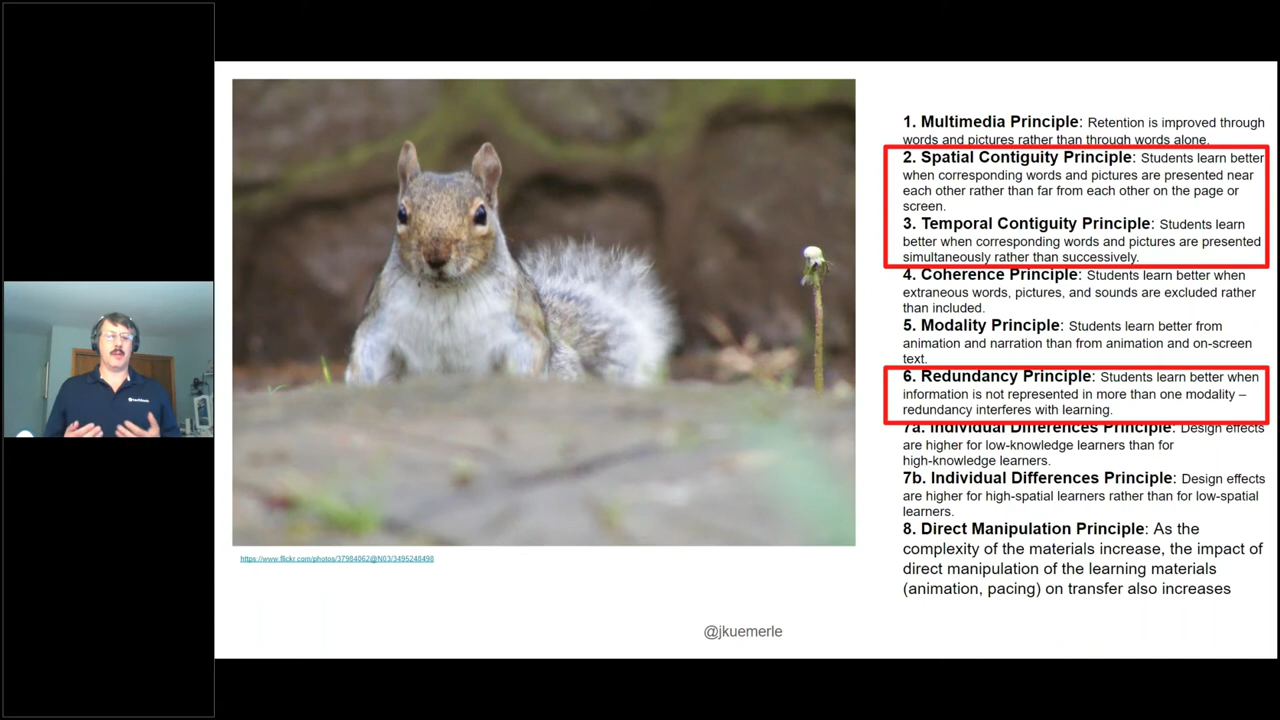 1. Multimedia Principle: Retention is improved through
words and pictures rather than through words alone.
2. Spatial Contiguity Principle: Students learn better
when corresponding words and pictures are presented near
each other rather than far from each other on the page or
screen.
3. Temporal Contiguity Principle: Students learn
better when corresponding words and pictures are presented
simultaneously rather than successively.
4. Coherence Principle: Students learn better when
extraneous words, pictures, and sounds are excluded rather
than included.
5. Modality Principle: Students learn better from
animation and narration than from animation and on-screen
text.
6. Redundancy Principle: Students learn better when
information is not represented in more than one modality –
redundancy interferes with learning.
7a. Individual Differences Principle: Design effects
are higher for low-knowledge learners than for
high-knowledge learners.
7b. Individual Differences Principle: Design effects
are higher for high-spatial learners rather than for low-spatial
learners.
8. Direct Manipulation Principle: As the
complexity of the materials increase, the impact of
direct manipulation of the learning materials
(animation, pacing) on transfer also increases
https://www.flickr.com/photos/37984062@N03/3495248498
@jkuemerle